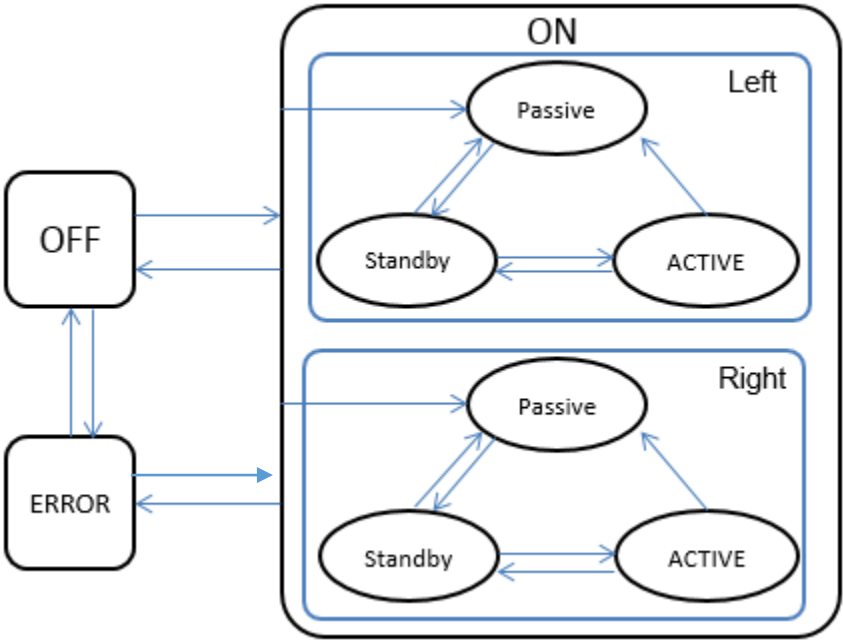 ON
Left
Passive
OFF
Standby
ACTIVE
Right
Passive
ERROR
Standby
ACTIVE